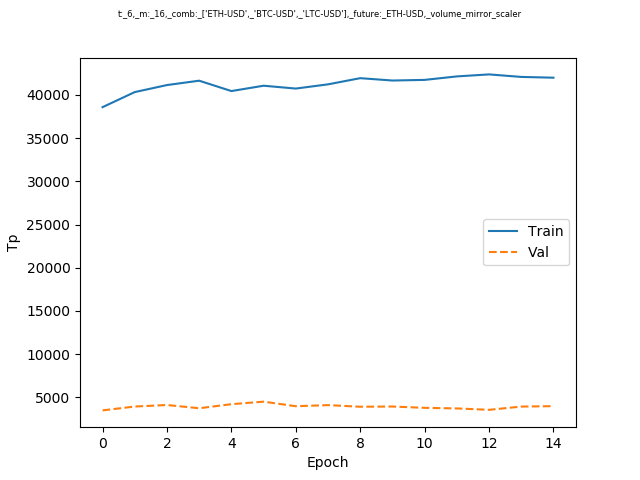 t:_6,_m:_16,_comb:_['ETH-USD',_'BTC-USD',_'LTC-USD'],_future:_ETH-USD,_volume_mirror_scaler
40000
35000
30000
25000
20000
15000
10000
5000
Tp
Train
Val
0 2 4 6 8 10 12 14
Epoch